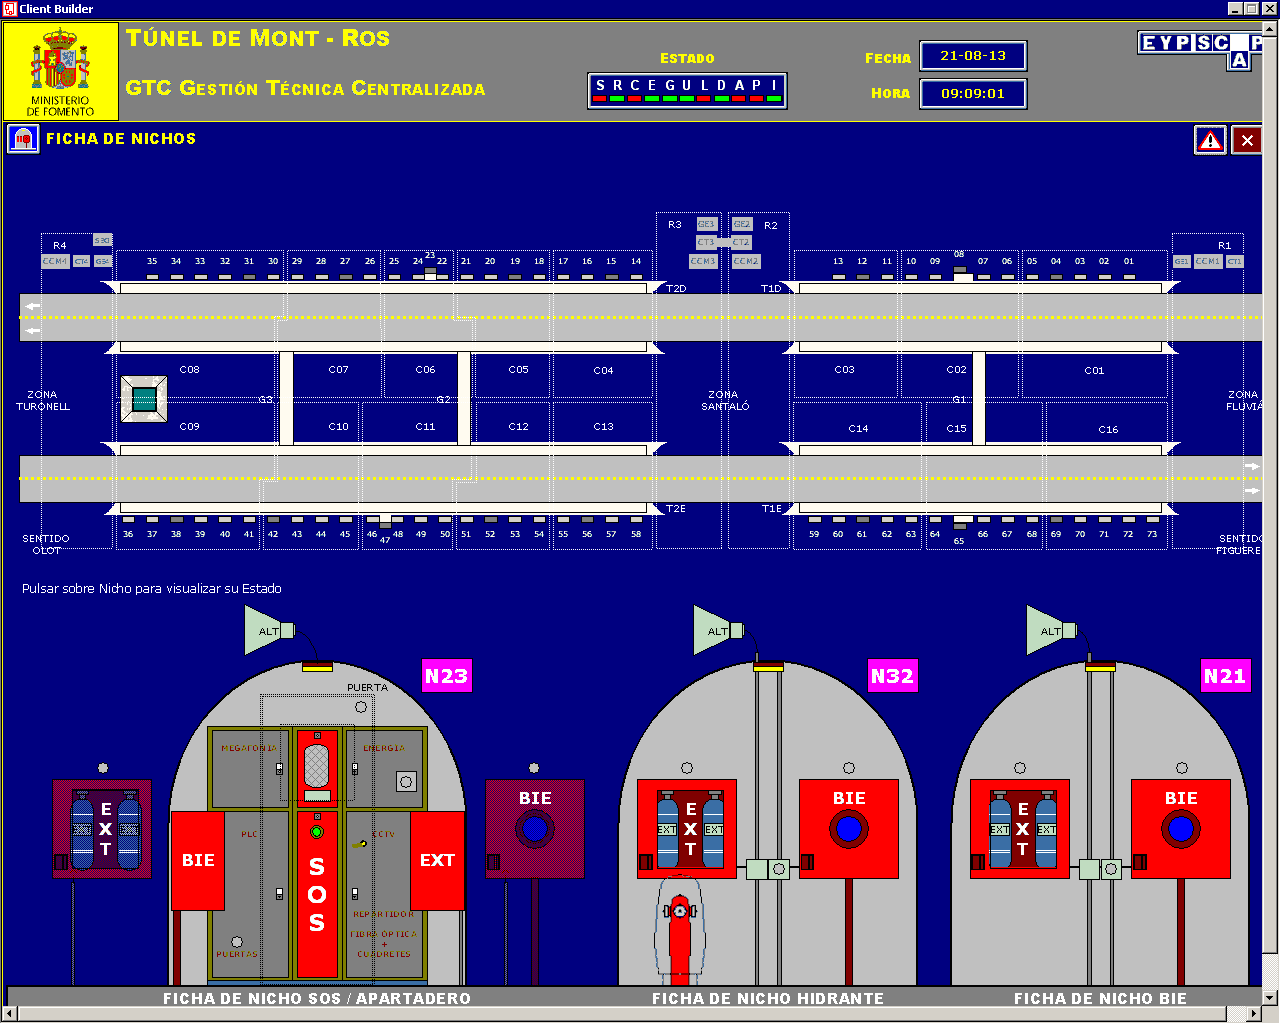 Client Builder
TÚNEL DE MONT - ROS
GTC GESTIÓN TÉCNICA CENTRALIZADA
MINISTERIO
DE FOMENTO
ESTADO
S R C E G U L D A P I
FECHA 21-08-13
HORA 09:09:01
EYPSCAP
FICHA DE NICHOS
R4 S30
CCM4 CT4 G34
R3 GE3 GE2 R2
CT3 CT2
CCM3 CCM2
R1
GE1 CCM1 CT1
35 34 33 32 31 30 29 28 27 26 25 24 23 22 21 20 19 18 17 16 15 14
13 12 11 10 09 08 07 06 05 04 03 02 01
T2D T1D
C08 C07 C06 C05 C04 C03 C02 C01
ZONA
TURONELL
G3 G2
ZONA
SANTALÓ
G1
ZONA
FLUVIÁ
C09 C10 C11 C12 C13 C14 C15 C16
T2E T1E
36 37 38 39 40 41 42 43 44 45 46 47 48 49 50 51 52 53 54 55 56 57 58
59 60 61 62 63 64 65 66 67 68 69 70 71 72 73
SENTIDO
OLOT
SENTIDO
FIGUERE
Pulsar sobre Nicho para visualizar su Estado
ALT
N23
PUERTA
MEGAFONIA
ENERGIA
EXT
BIE
PLC
CCTV
BIE
SOS
EXT
REPARTIDOR
FIBRA OPTICA
+
CUADRETES
PUERTAS
FICHA DE NICHO SOS / APARTADERO
ALT
N32
EXT
EXT
EXT
BIE
FICHA DE NICHO HIDRANTE
ALT
N21
EXT
EXT
EXT
BIE
FICHA DE NICHO BIE